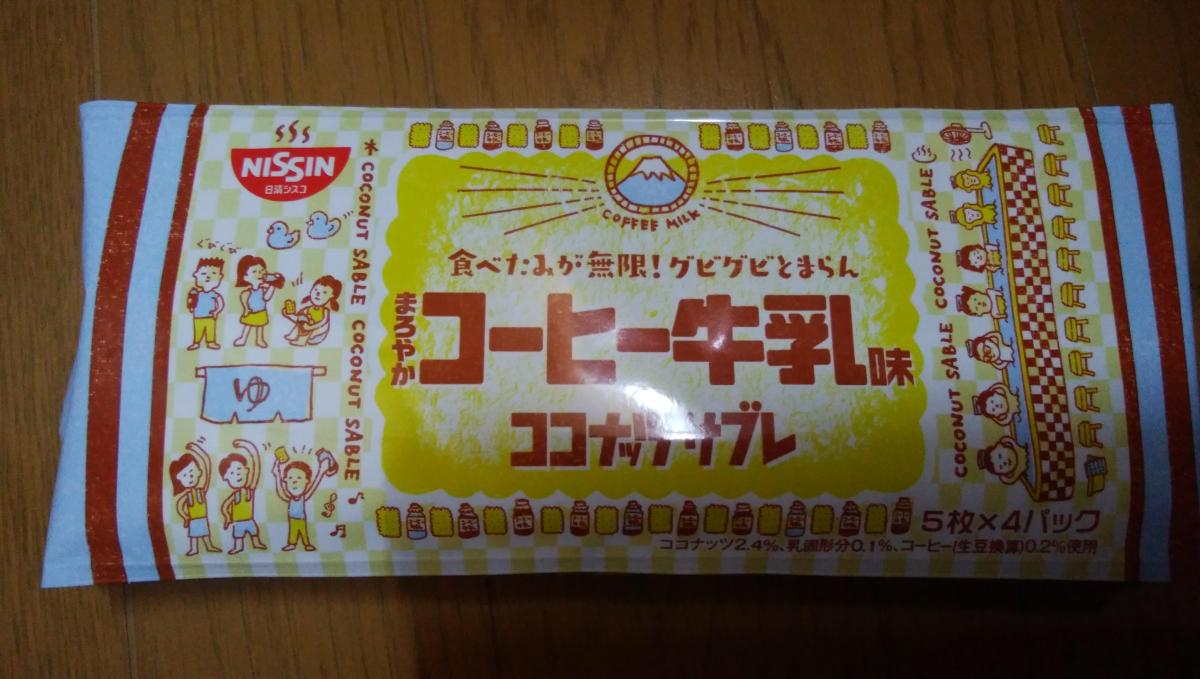 NISSIN
日清シスコ
COCONUT SABLE COCONUT SABLE
ゆ
COFFEE MILK
食べたみが無限!グビグビとまらん
まろやか
コーヒー牛乳味
ココナッツサブレ
COCONUT SABLE COCONUT SABLE
5枚×4パック
ココナッツ2.4%、乳固形分0.1%、コーヒー(生豆換算)0.2%使用